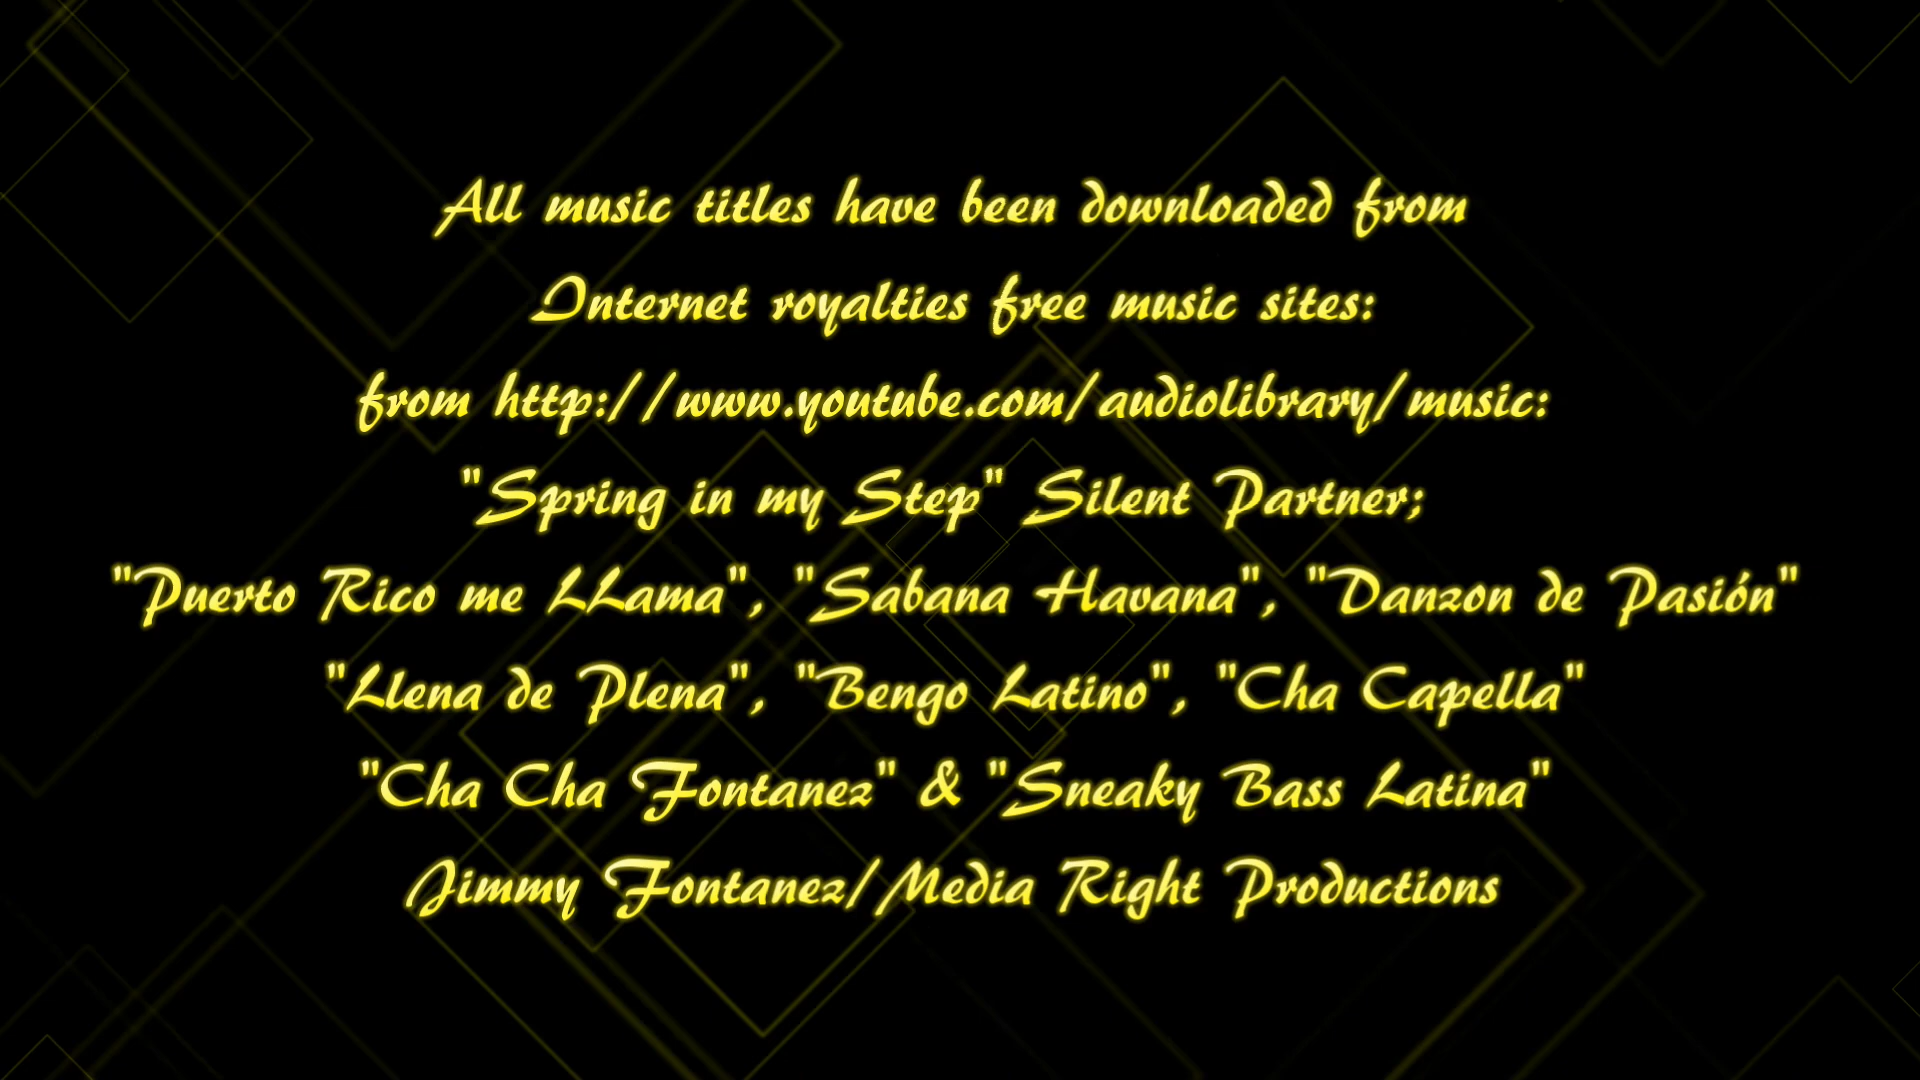 All music titles have been downloaded from
Internet royalties free music sites:
from http://www.youtube.com/audiolibrary/music:
"Spring in my Step" Silent Partner;
"Puerto Rico me LLama", "Sabana Havana", "Danzon de Pasión"
"Llena de Plena", "Bengo Latino", "Cha Capella"
"Cha Cha Fontanez" & "Sneaky Bass Latina"
Jimmy Fontanez/Media Right Productions